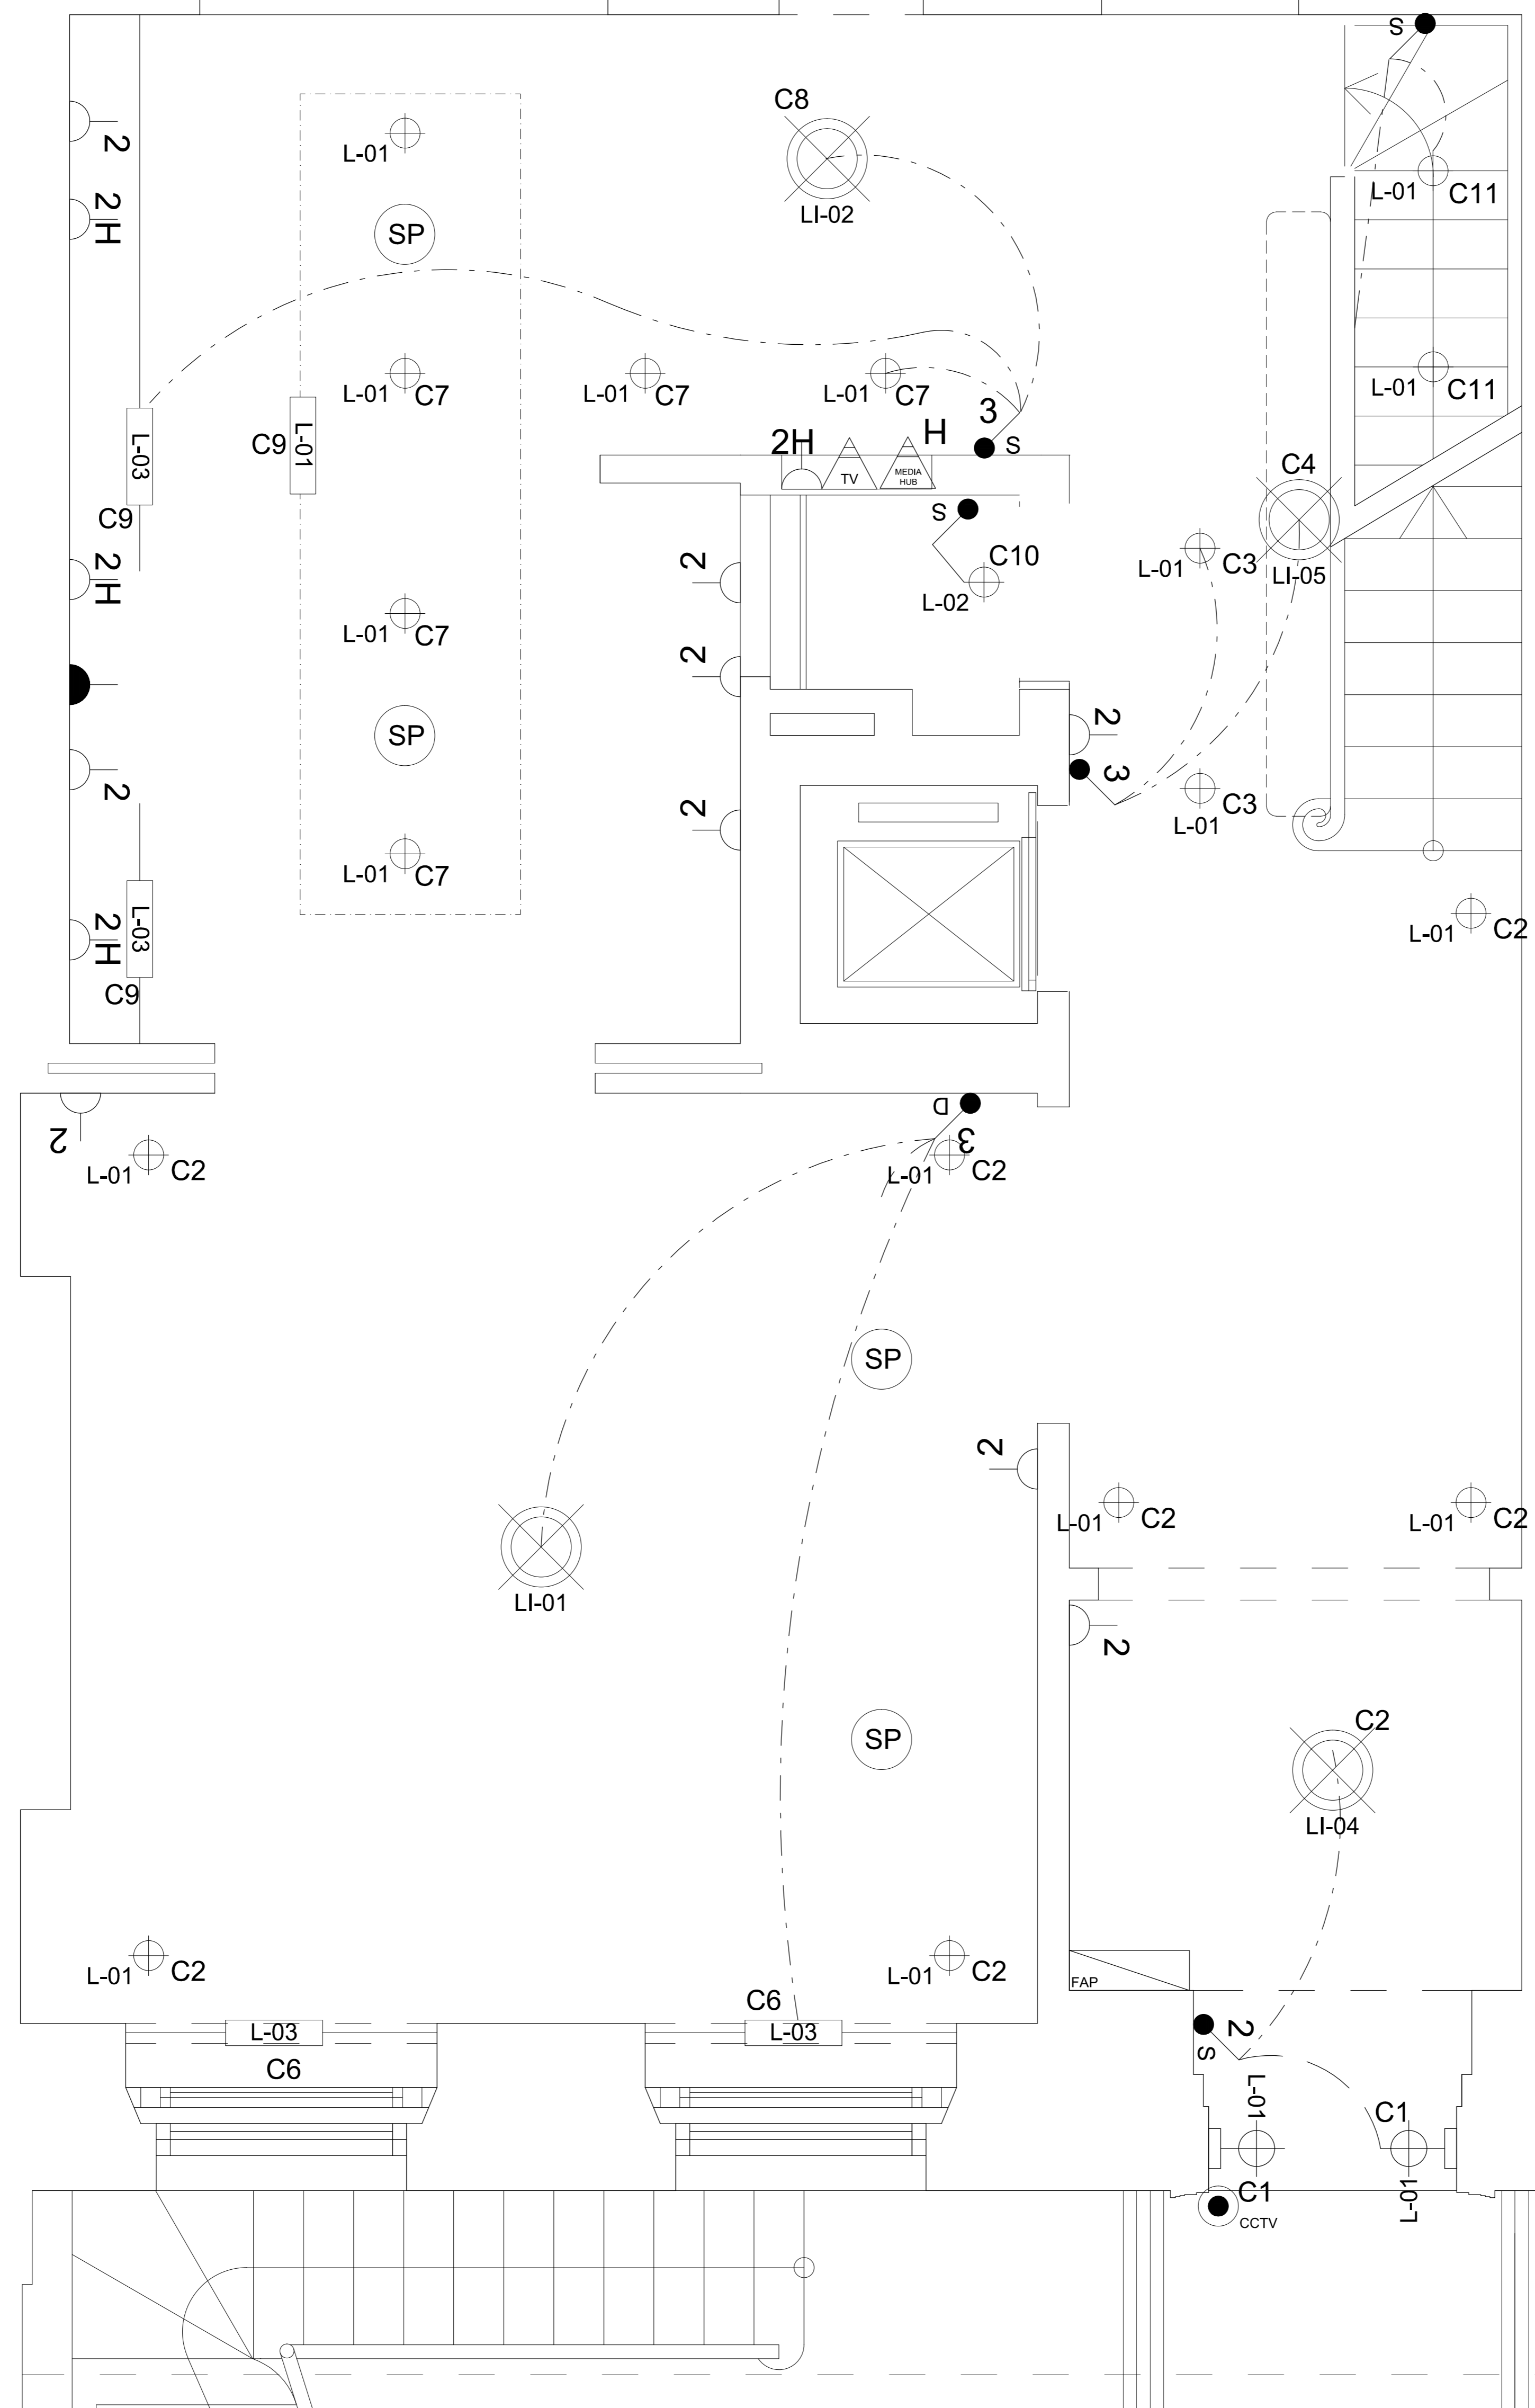 S
C8
2
L-01
L-01
C11
2H
LI-02
SP
L-01
C7
L-01
C7
L-01
C7
L-01
C11
3
H
2H
S
C9
L-01
L-03
TV
MEDIA
HUB
C4
C9
S
2H
2
C10
L-01
C3
LI-05
L-02
L-01
C7
2
SP
2
3
2
2
L-01
C3
L-01
C7
2H
L-03
L-01
C2
C9
D
2
3
L-01
C2
L-01
C2
SP
2
L-01
C2
L-01
C2
LI-01
2
SP
C2
LI-04
L-01
C2
L-01
C2
FAP
C6
L-03
L-03
2
S
C6
L-01
C1
C1
L-01
CCTV